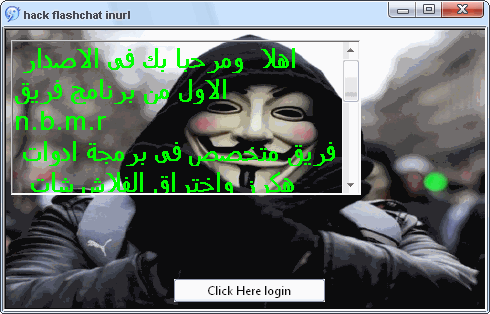 hack flashchat inurl
اهلا ومرحبا بك فى الاصدار
الاول من برنامج فريق
n.b.m.r
فريق متخصص فى برمجة ادوات
هكرز واختراق الفلاش شات
Click Here login